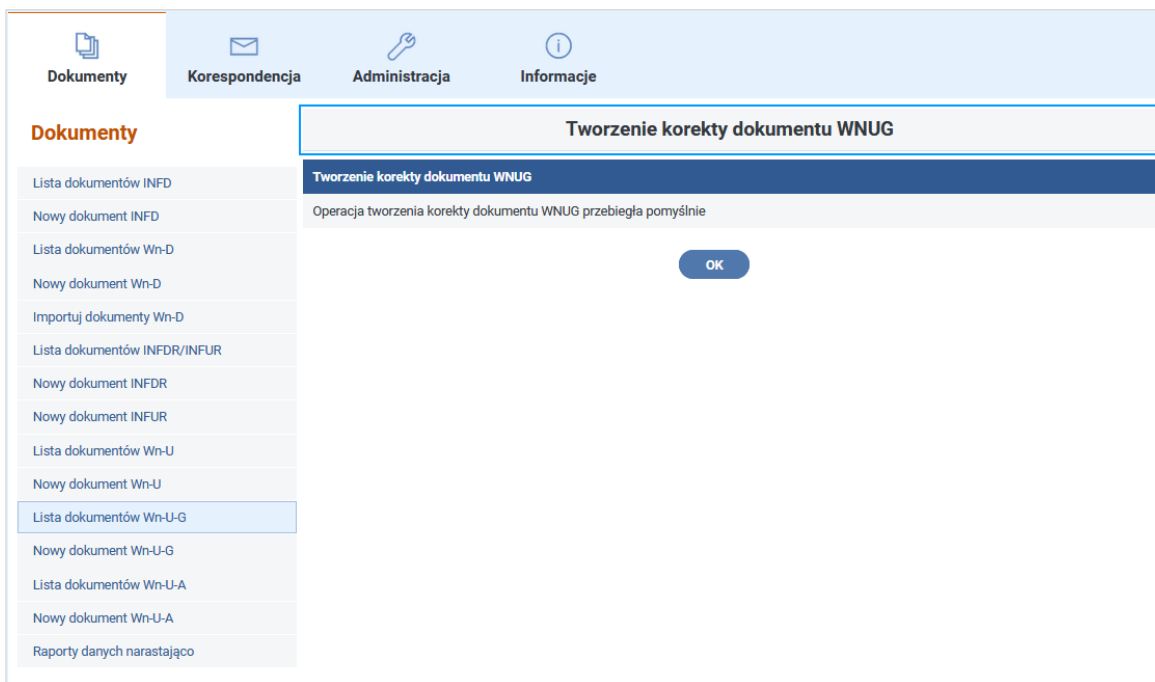 Dokumenty
Korespondencja
Administracja
Informacje
Dokumenty
Lista dokumentów INFD
Nowy dokument INFD
Lista dokumentów Wn-D
Nowy dokument Wn-D
Importuj dokumenty Wn-D
Lista dokumentów INFDR/INFUR
Nowy dokument INFDR
Nowy dokument INFUR
Lista dokumentów Wn-U
Nowy dokument Wn-U
Lista dokumentów Wn-U-G
Nowy dokument Wn-U-G
Lista dokumentów Wn-U-A
Nowy dokument Wn-U-A
Raporty danych narastająco
Tworzenie korekty dokumentu WNUG
Tworzenie korekty dokumentu WNUG
Operacja tworzenia korekty dokumentu WNUG przebiegła pomyślnie
OK